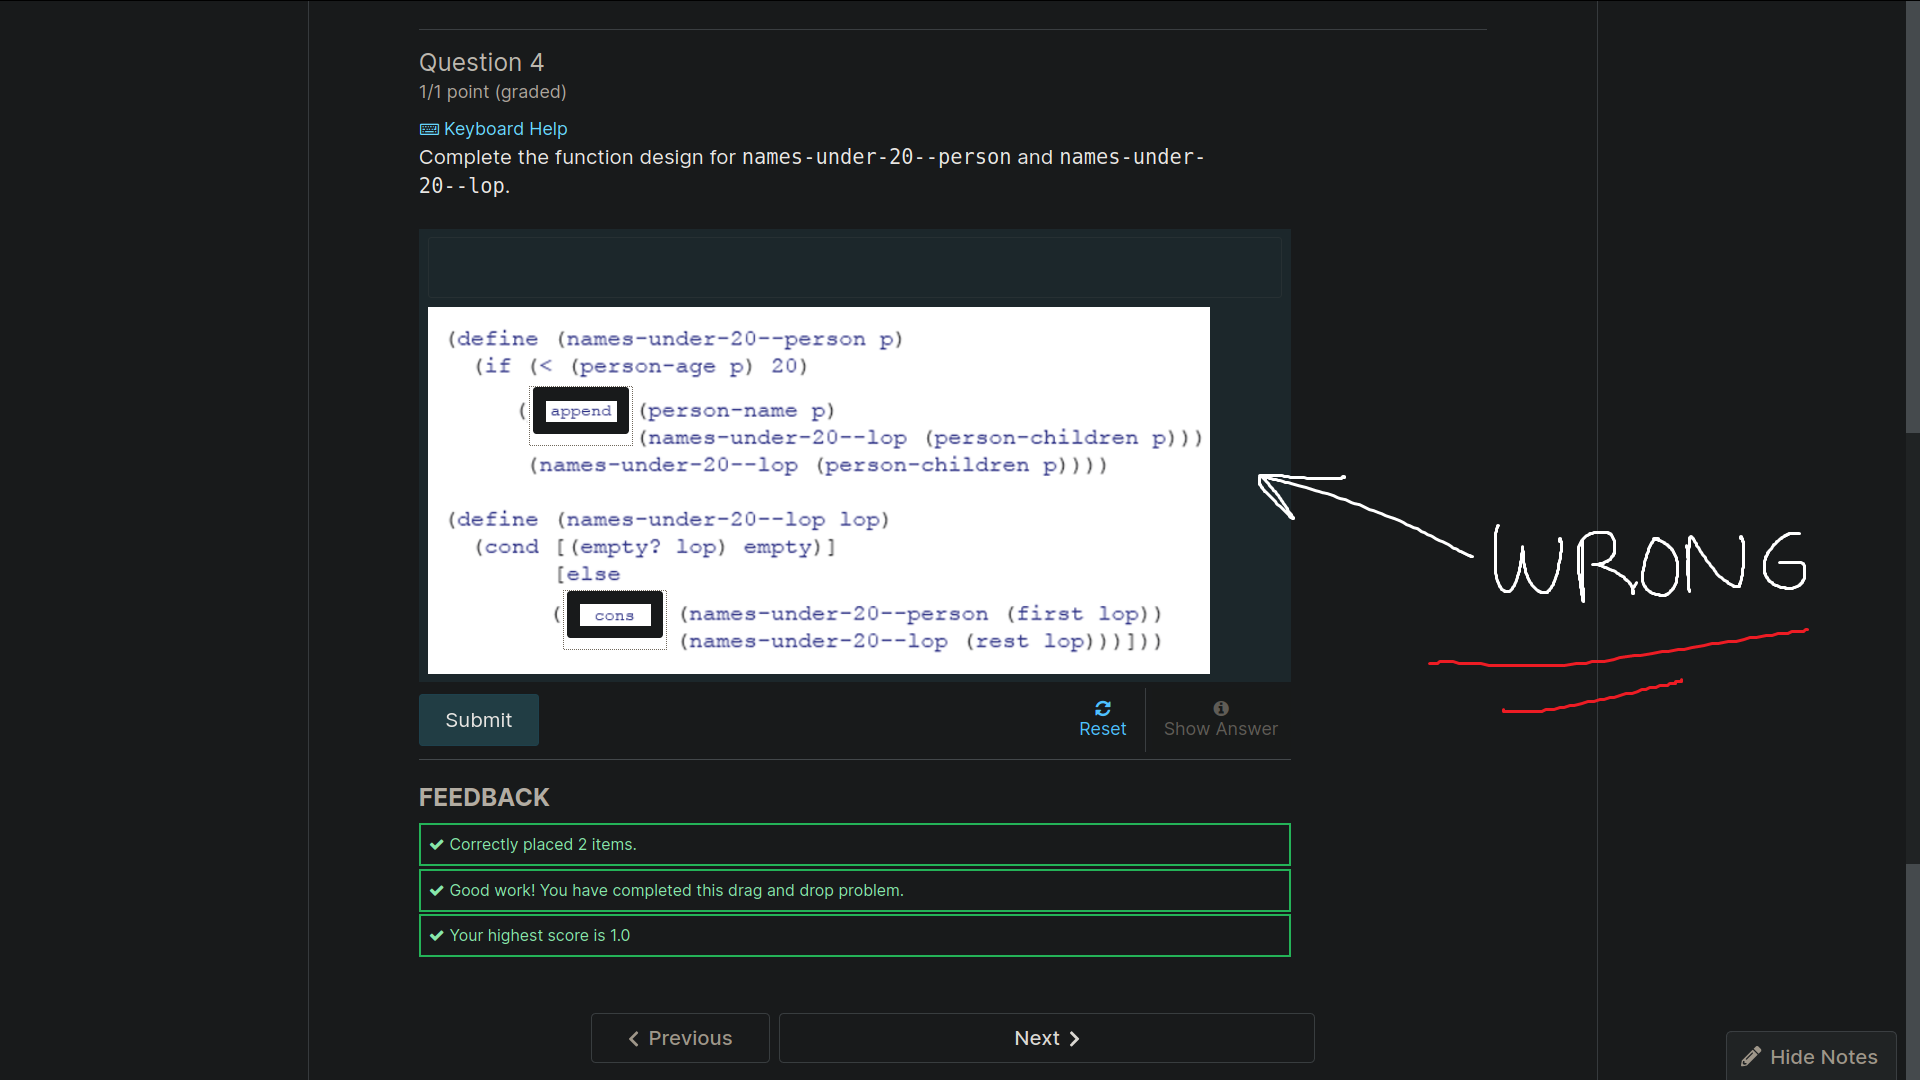 Question 4
1/1 point (graded)
Keyboard Help
Complete the function design for names-under-20--person and names-under-
20--lop.
(define (names-under-20--person p)
(if (< (person-age p) 20)
( append (person-name p)
(names-under-20--lop (person-children p)))
(names-under-20--lop (person-children p))))
(define (names-under-20--lop lop)
(cond [(empty? lop) empty)]
[else
( cons (names-under-20--person (first lop))
(names-under-20--lop (rest lop)))]))
WRONG
Submit
Reset
Show Answer
FEEDBACK
Correctly placed 2 items.
Good work! You have completed this drag and drop problem.
Your highest score is 1.0
Previous
Next
Hide Notes